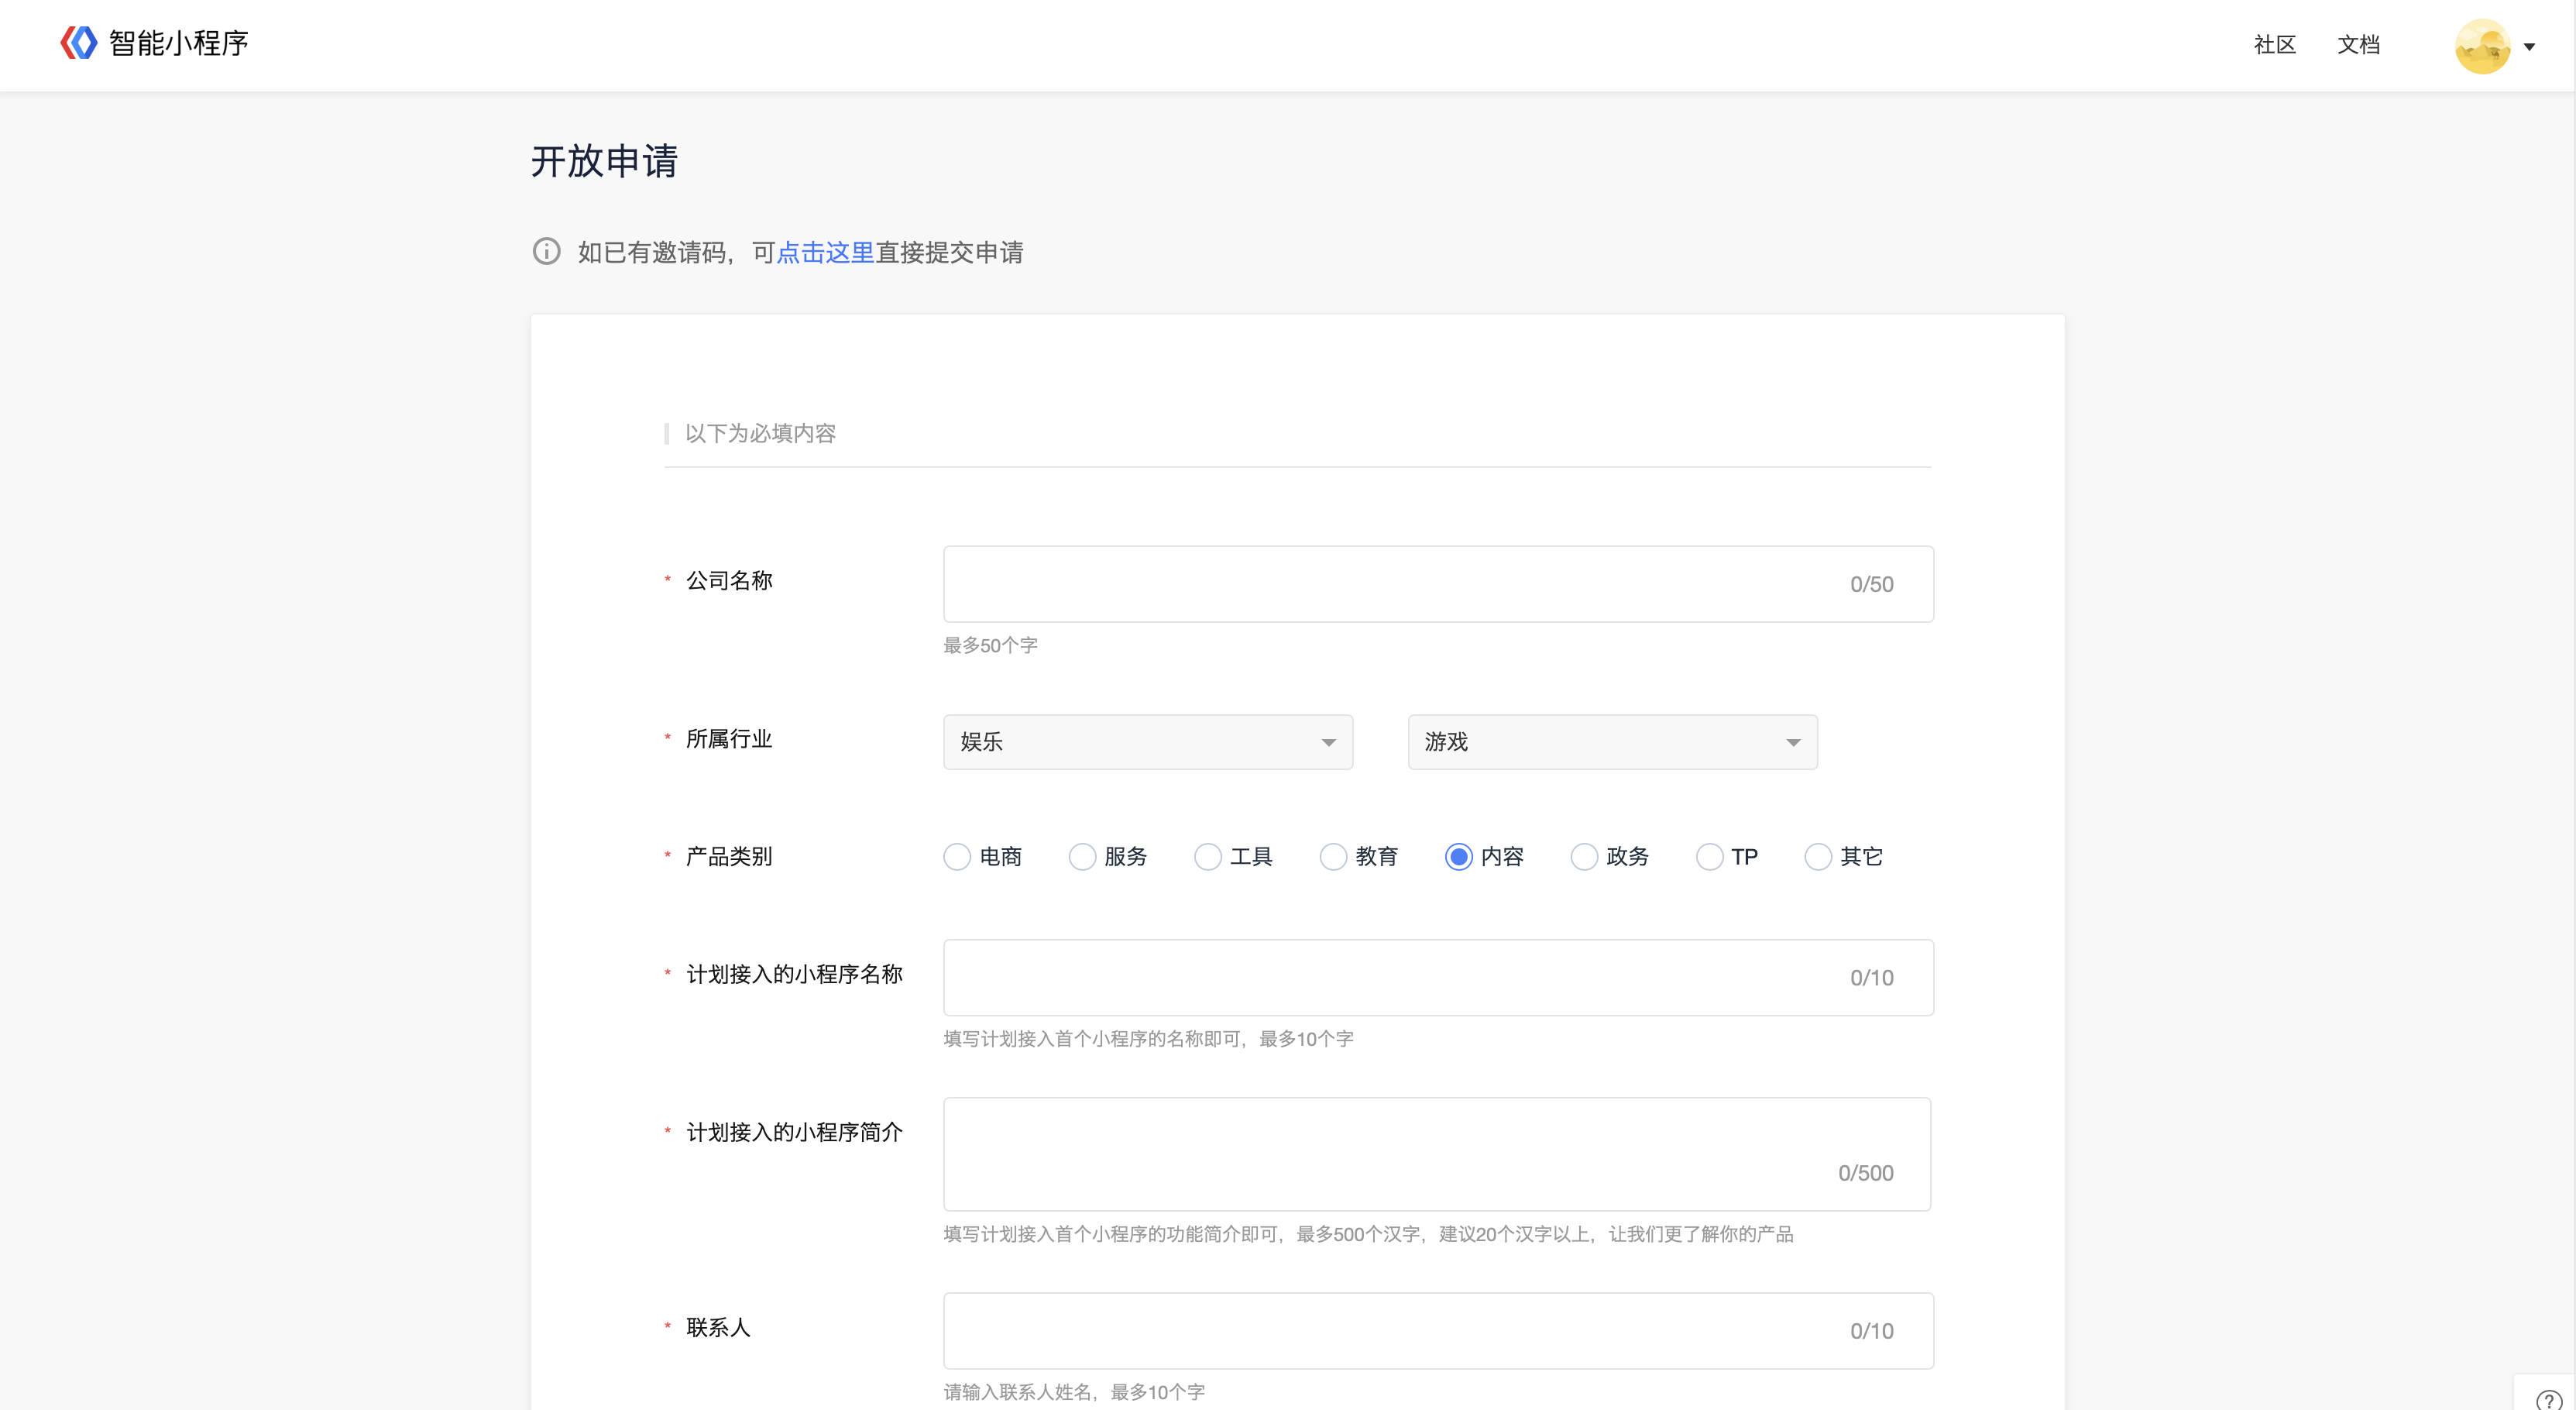 智能小程序
社区 文档
开放申请
如已有邀请码，可点击这里直接提交申请
以下为必填内容
* 公司名称 0/50
最多50个字
* 所属行业 娱乐 游戏
* 产品类别 电商 服务 工具 教育 内容 政务 TP 其它
* 计划接入的小程序名称 0/10
填写计划接入首个小程序的名称即可，最多10个字
* 计划接入的小程序简介
0/500
填写计划接入首个小程序的功能简介即可，最多500个汉字，建议20个汉字以上，让我们更了解你的产品
* 联系人 0/10
请输入联系人姓名，最多10个字